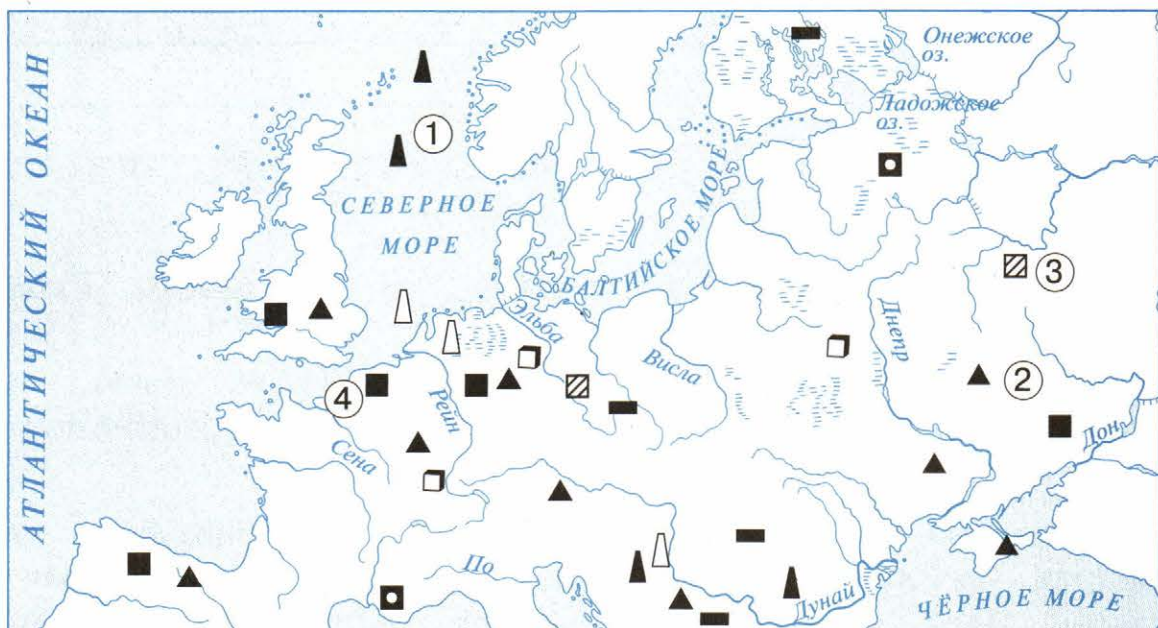 АТЛАНТИЧЕСКИЙ ОКЕАН
Онежское
оз.
Ладожское
оз.
1
СЕВЕРНОЕ
МОРЕ
БАЛТИЙСКОЕ МОРЕ
3
Эльба
Днепр
Висла
2
4
Рейн
Сена
Дон
По
Дунай
ЧЁРНОЕ МОРЕ